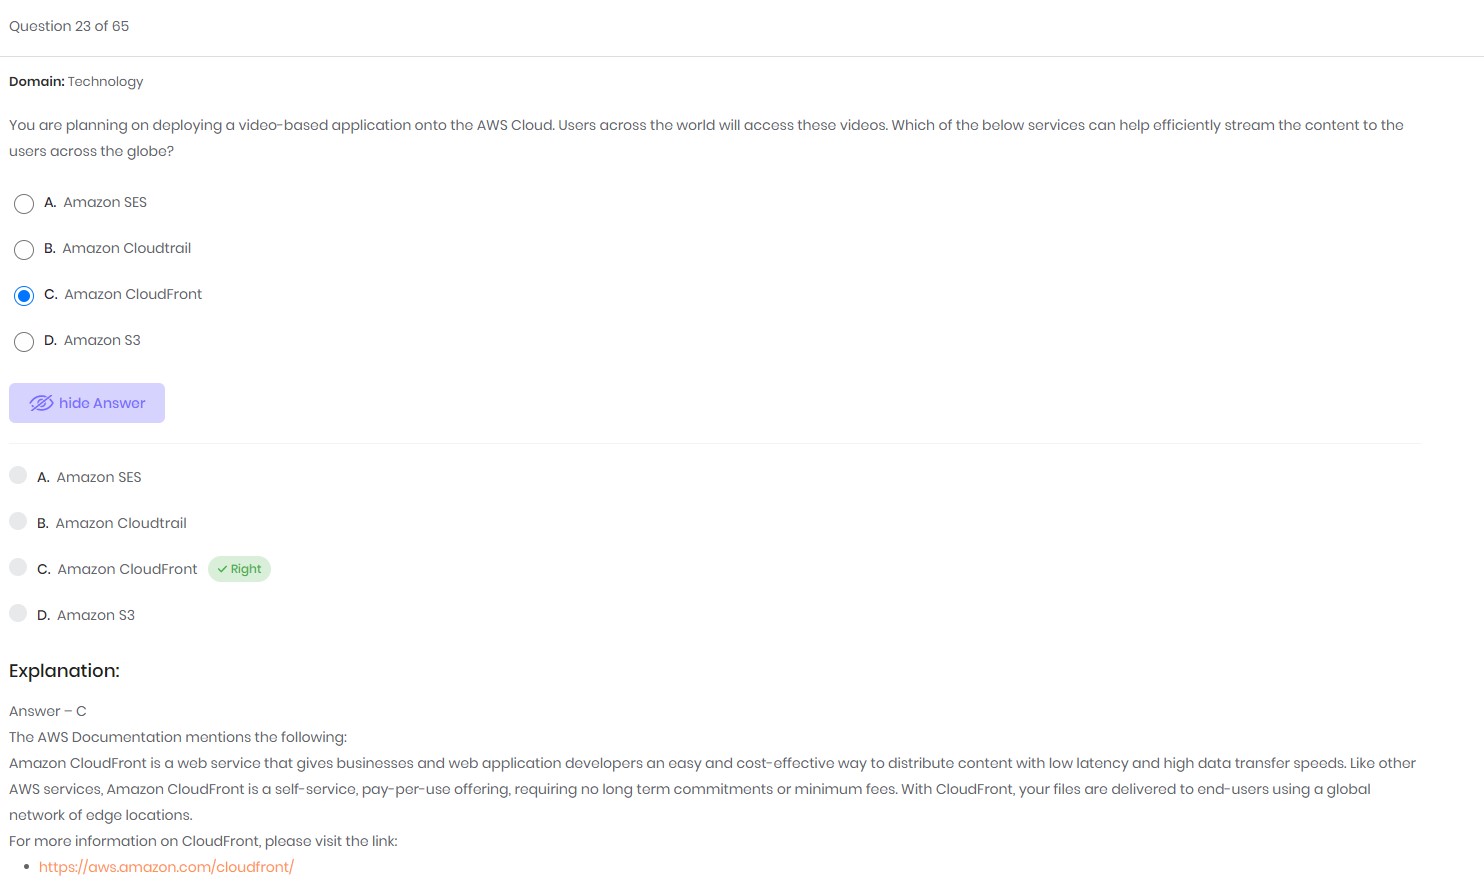 Question 23 of 65
Domain: Technology
You are planning on deploying a video-based application onto the AWS Cloud. Users across the world will access these videos. Which of the below services can help efficiently stream the content to the
users across the globe?
A. Amazon SES
B. Amazon Cloudtrail
C. Amazon CloudFront
D. Amazon S3
hide Answer
A. Amazon SES
B. Amazon Cloudtrail
C. Amazon CloudFront Right
D. Amazon S3
Explanation:
Answer – C
The AWS Documentation mentions the following:
Amazon CloudFront is a web service that gives businesses and web application developers an easy and cost-effective way to distribute content with low latency and high data transfer speeds. Like other
AWS services, Amazon CloudFront is a self-service, pay-per-use offering, requiring no long term commitments or minimum fees. With CloudFront, your files are delivered to end-users using a global
network of edge locations.
For more information on CloudFront, please visit the link:
• https://aws.amazon.com/cloudfront/